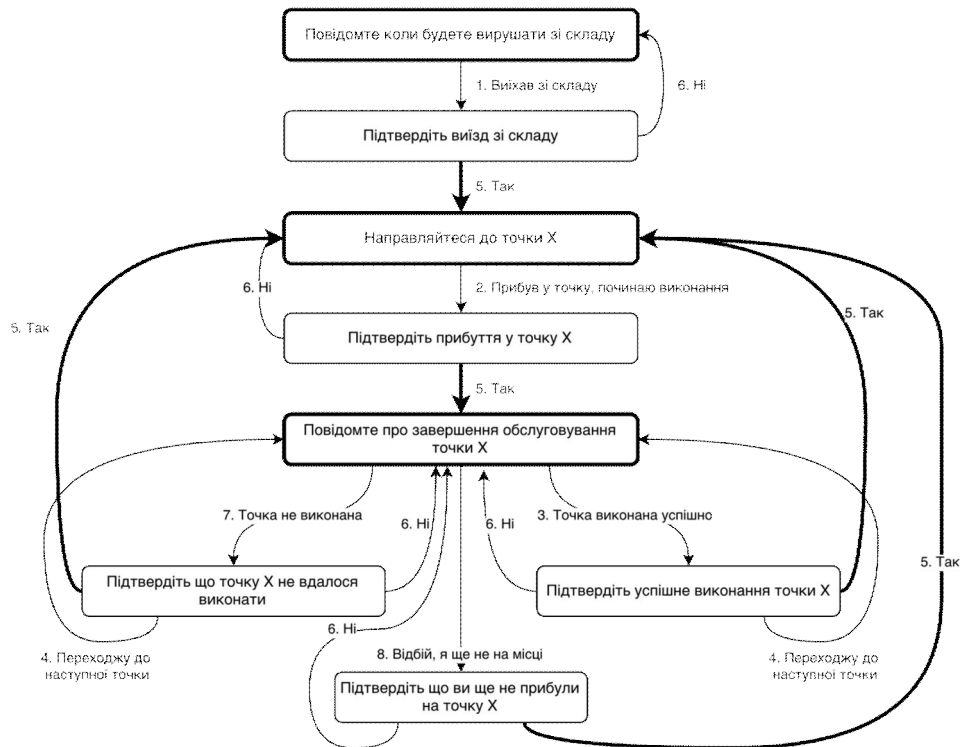 Повідомте коли будете вирушати зі складу
1. Виїхав зі складу
6. Ні
Підтвердіть виїзд зі складу
5. Так
Направляйтеся до точки X
6. Ні
2. Прибув у точку, починаю виконання
5. Так
5. Так
Підтвердіть прибуття у точку X
5. Так
Повідомте про завершення обслуговування
точки X
7. Точка не виконана
6. Ні
6. Ні
3. Точка виконана успішно
5. Так
Підтвердіть що точку X не вдалося
виконати
Підтвердіть успішне виконання точки X
6. Ні
4. Переходжу до
наступної точки
8. Відбій, я ще не на місці
4. Переходжу до
наступної точки
Підтвердіть що ви ще не прибули
на точку X